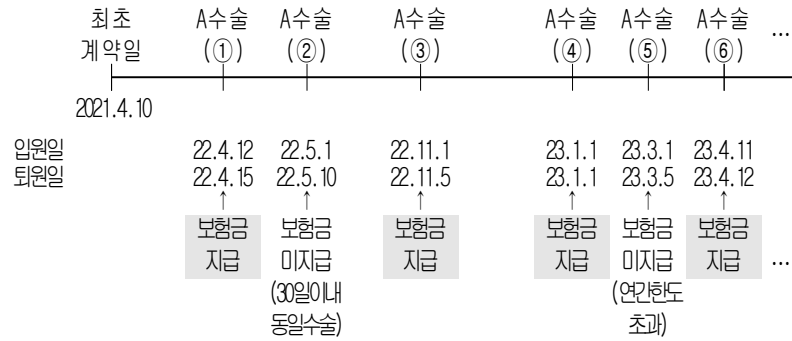 최초 A수술 A수술 A수술 A수술 A수술 A수술
계약일 (①) (②) (③) (④) (⑤) (⑥) ...
2021.4.10
입원일 22.4.12 22.5.1 22.11.1 23.1.1 23.3.1 23.4.11
퇴원일 22.4.15 22.5.10 22.11.5 23.1.1 23.3.5 23.4.12
보험금 보험금 보험금 보험금 보험금 보험금
지급 미지급 지급 지급 미지급 지급 ...
(30일이내 (연간한도
동일수술) 초과)